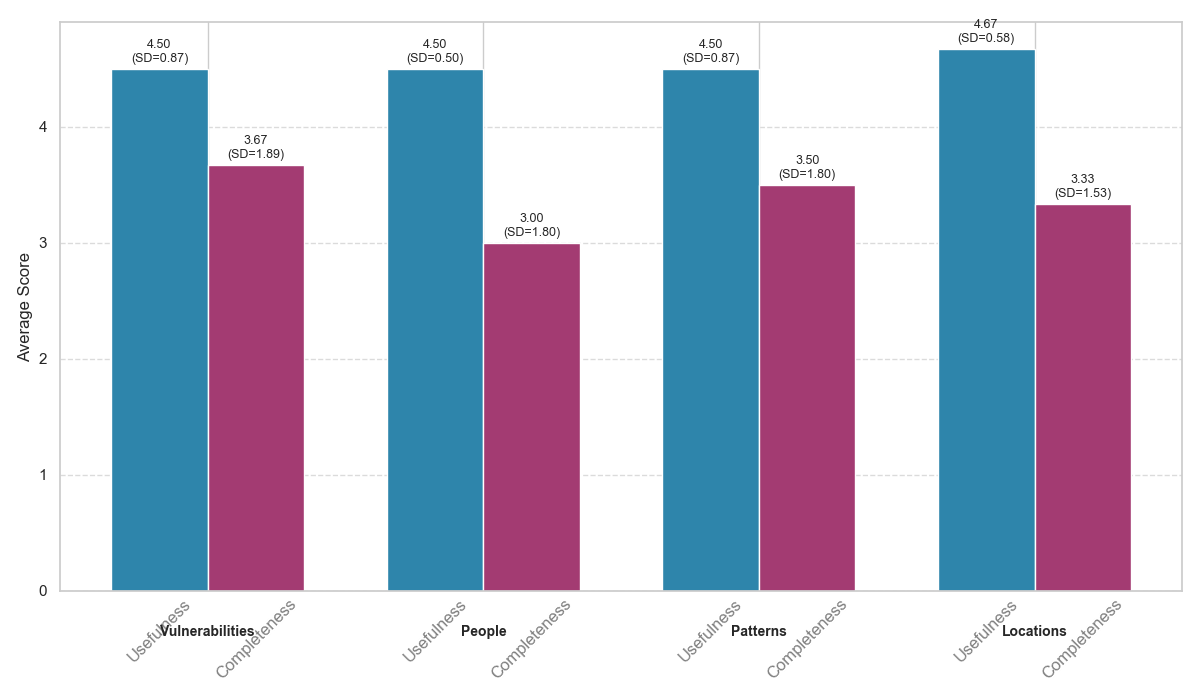 4.67
(SD=0.58)
4.50
(SD=0.87)
4.50
(SD=0.50)
4.50
(SD=0.87)
3.67
(SD=1.89)
3.50
(SD=1.80)
3.33
(SD=1.53)
3.00
(SD=1.80)
Average Score
4
3
2
1
0
Usefulness
Completeness
Usefulness
Completeness
Usefulness
Completeness
Usefulness
Completeness
Vulnerabilities
People
Patterns
Locations